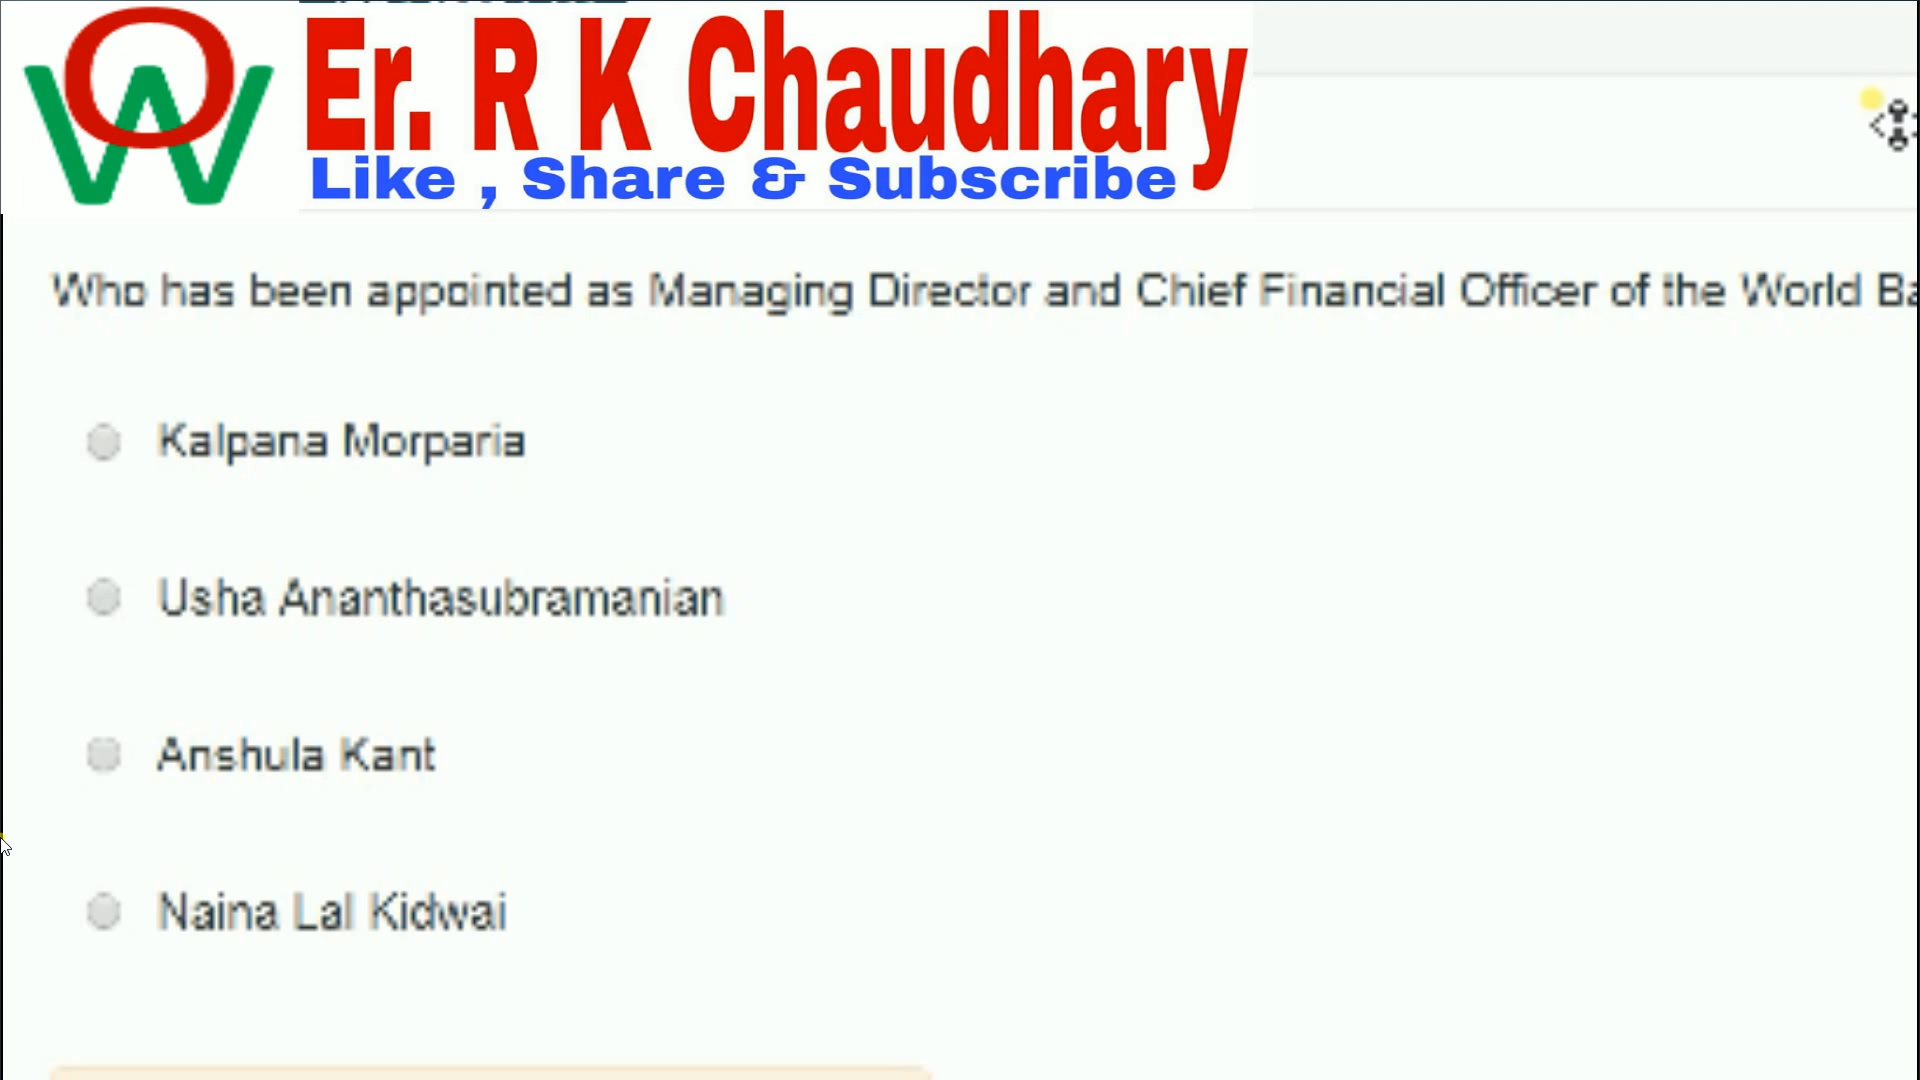 Er. R K Chaudhary
Like , Share & Subscribe
Who has been appointed as Managing Director and Chief Financial Officer of the World
Kalpana Morparia
Usha Ananthasubramanian
Anshula Kant
Naina Lal Kidwai